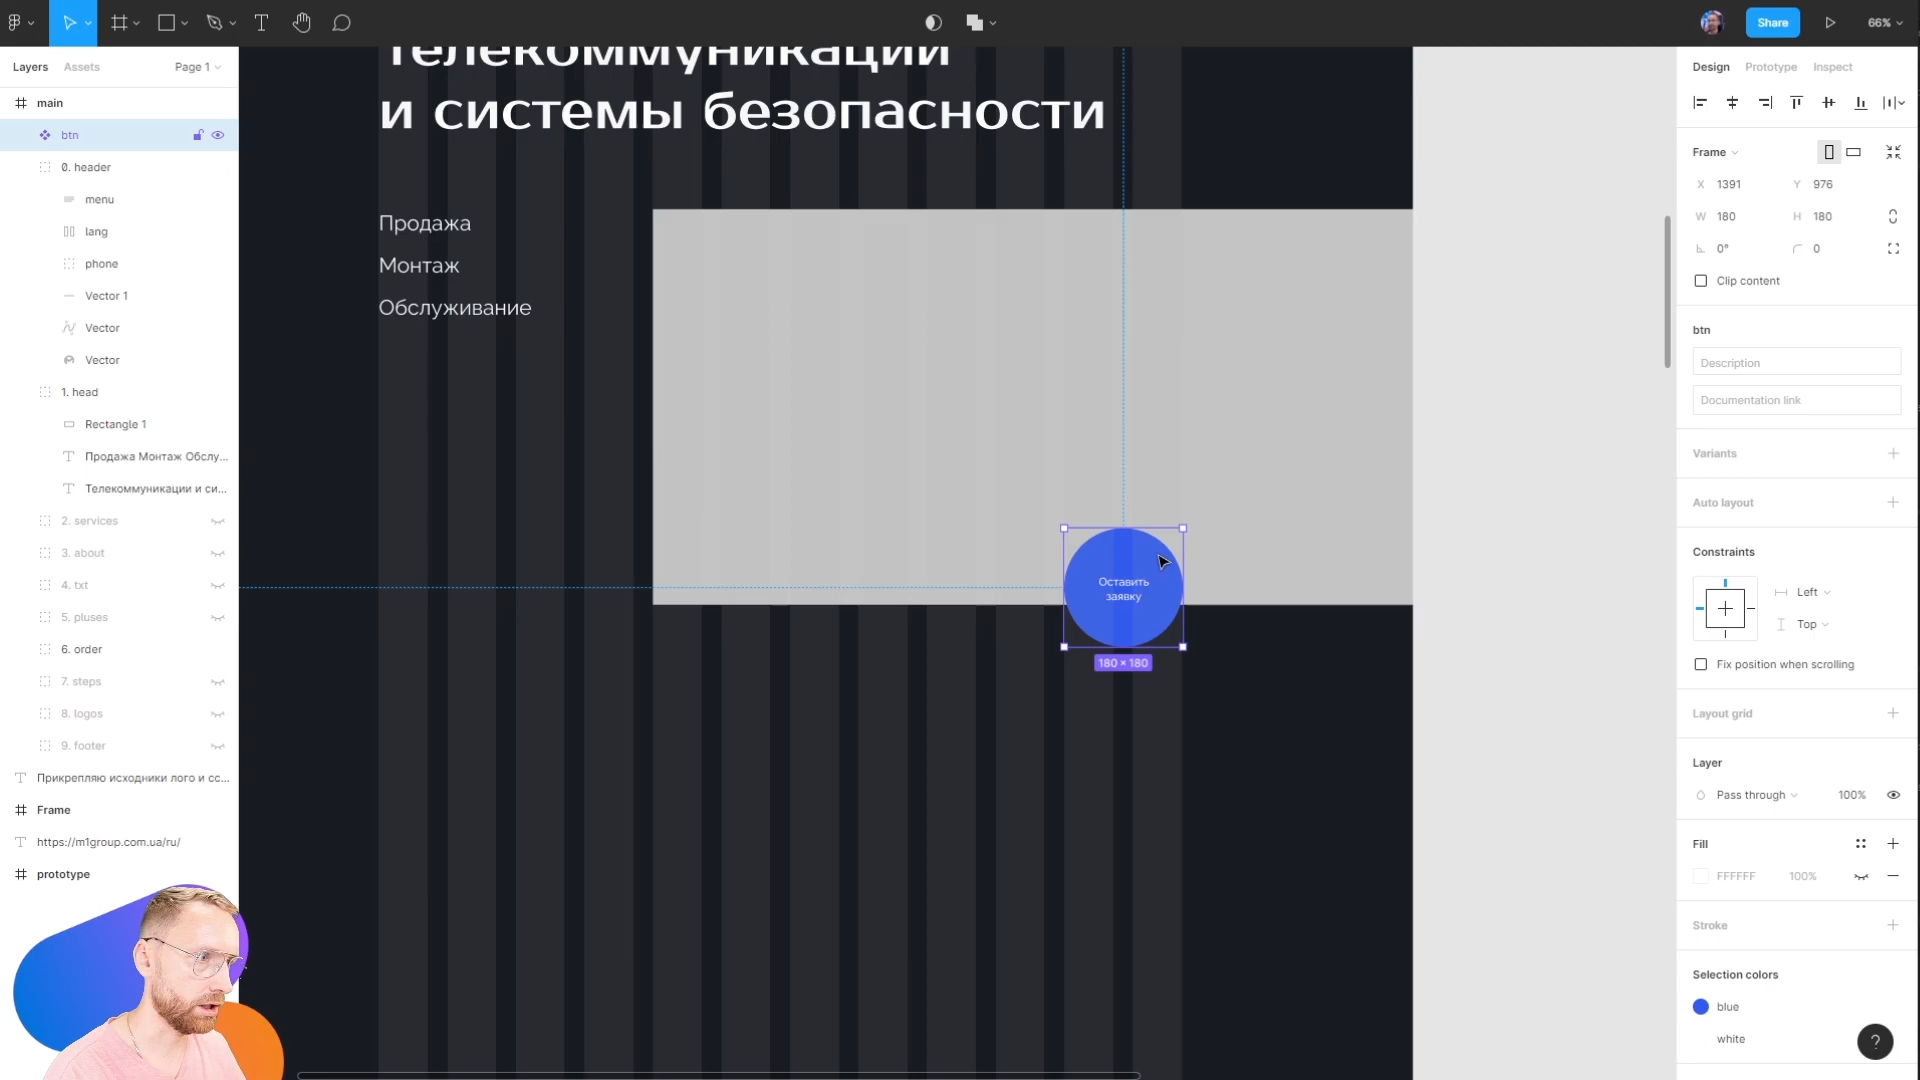 Share
66%
Layers
Assets
Page 1
main
btn
0. header
menu
lang
phone
Vector 1
Vector
Vector
1. head
Rectangle 1
Продажа Монтаж Обслу...
Телекоммуникации и си...
2. services
3. about
4. txt
5. pluses
6. order
7. steps
8. logos
9. footer
Прикрепляю исходники лого и сс...
Frame
https://m1group.com.ua/ru/
prototype
Телекоммуникации
и системы безопасности
Продажа
Монтаж
Обслуживание
Оставить
заявку
180 × 180
Design
Prototype
Inspect
Frame
X 1391
Y 976
W 180
H 180
0°
0
Clip content
btn
Description
Documentation link
Variants
Auto layout
Constraints
Left
Top
Fix position when scrolling
Layout grid
Layer
Pass through
100%
Fill
FFFFFF
100%
Stroke
Selection colors
blue
white
?